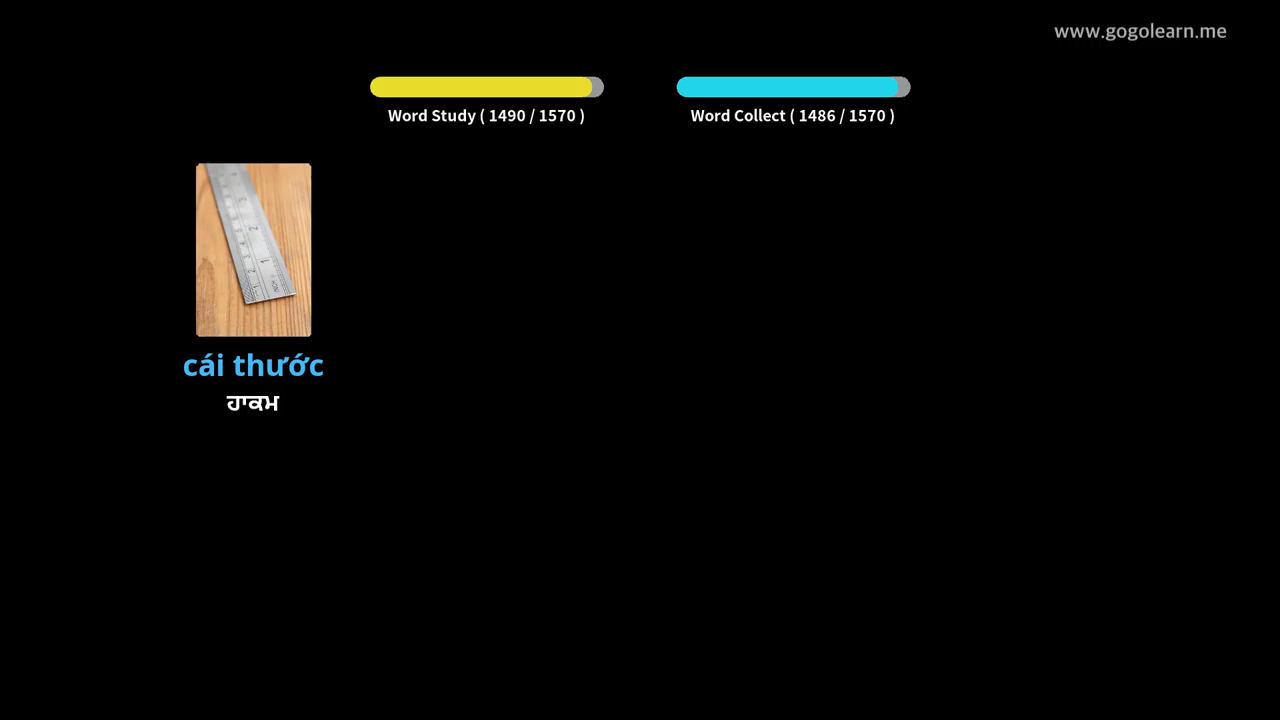 www.gogolearn.me
Word Study ( 1490 / 1570 )
Word Collect ( 1486 / 1570 )
cái thước
ਹਾਕਮ